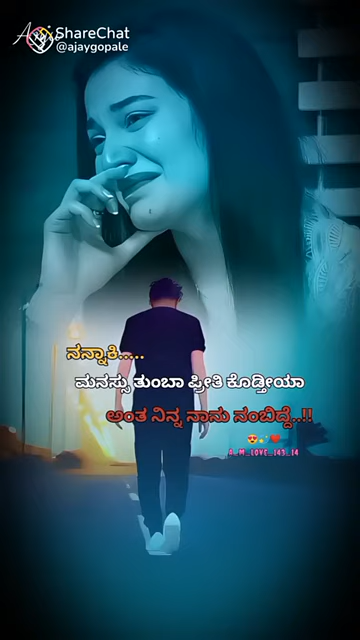 ShareChat
@ajaygopale
ನನ್ನಾಕಿ.....
ಮನಸ್ಸು ತುಂಬಾ ಪ್ರೀತಿ ಕೊಡ್ತೀಯಾ
ಅಂತ ನಿನ್ನ ನಾನು ನಂಬಿದ್ದೆ..!!
😍💕❤️
A_M_LOVE_143_14